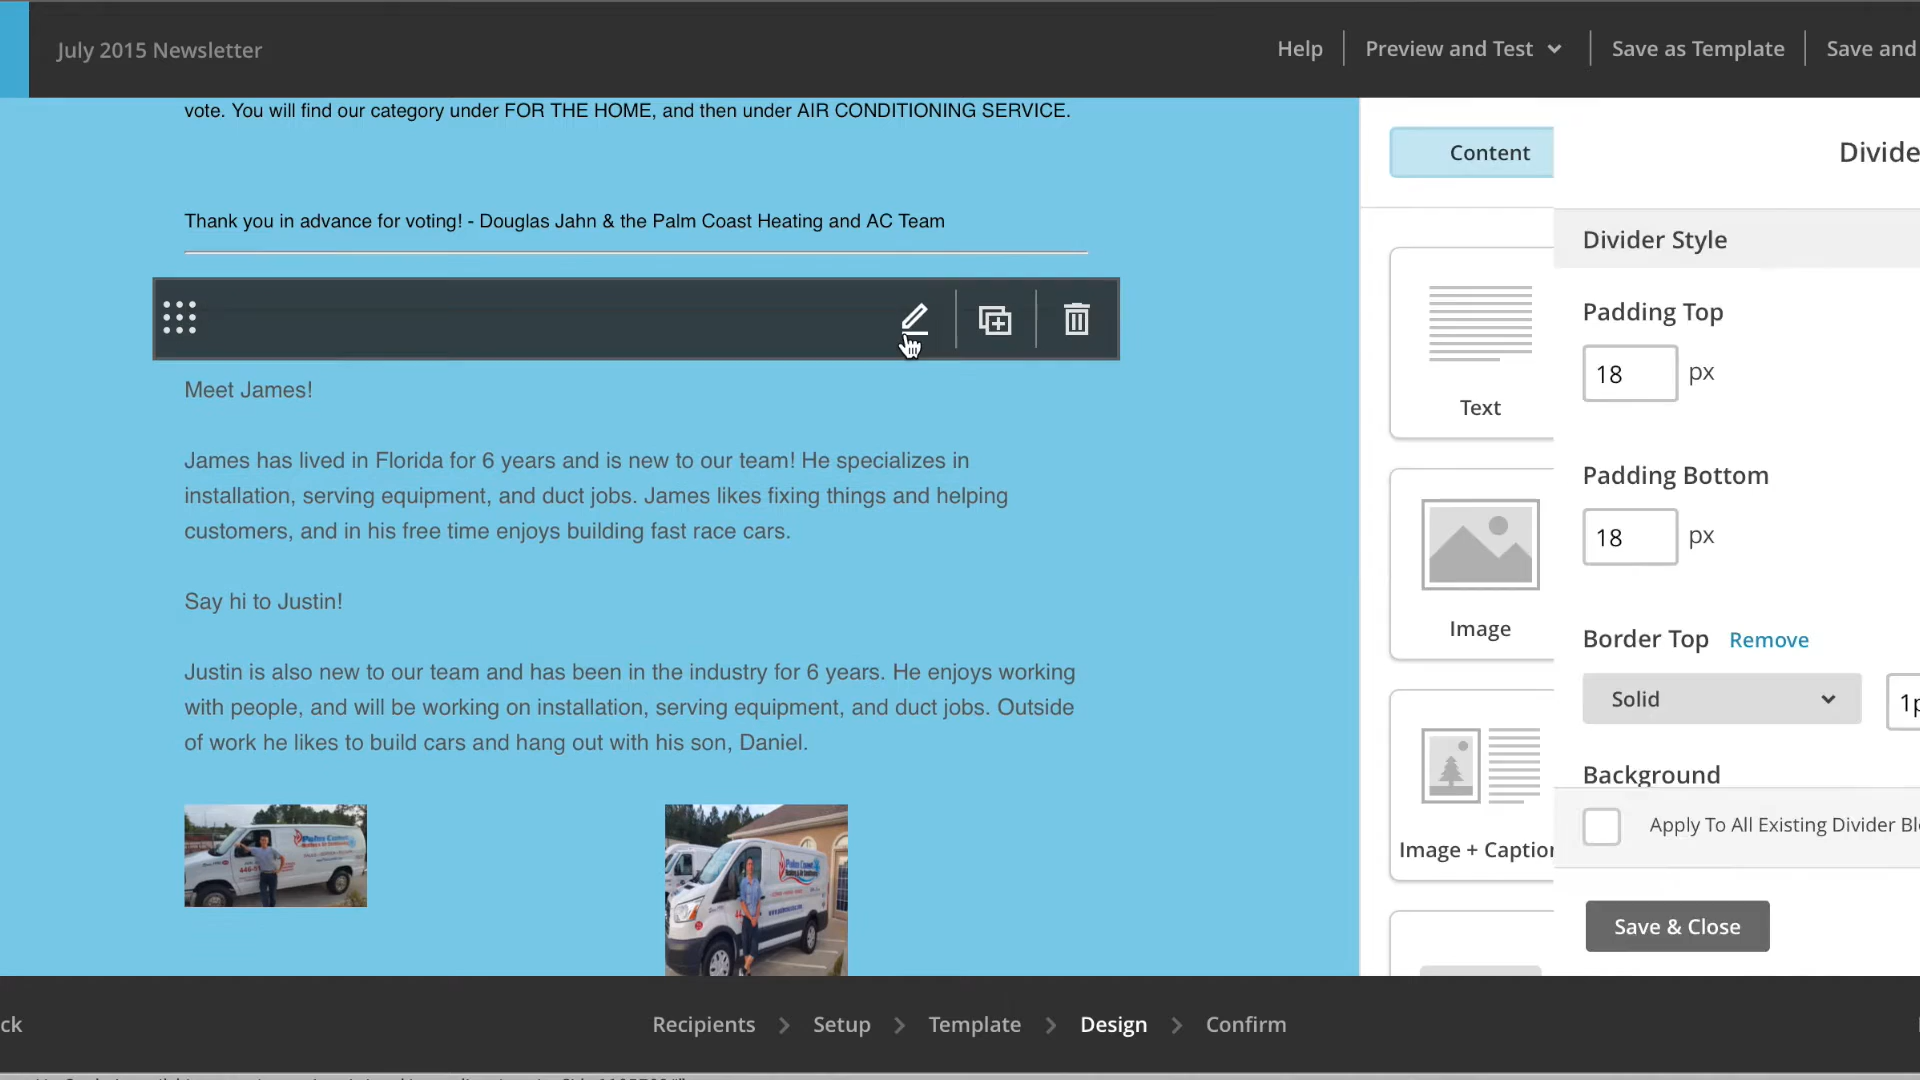 July 2015 Newsletter
Help
Preview and Test
Save as Template
Save and
vote. You will find our category under FOR THE HOME, and then under AIR CONDITIONING SERVICE.
Thank you in advance for voting! - Douglas Jahn & the Palm Coast Heating and AC Team
Meet James!
James has lived in Florida for 6 years and is new to our team! He specializes in
installation, serving equipment, and duct jobs. James likes fixing things and helping
customers, and in his free time enjoys building fast race cars.
Say hi to Justin!
Justin is also new to our team and has been in the industry for 6 years. He enjoys working
with people, and will be working on installation, serving equipment, and duct jobs. Outside
of work he likes to build cars and hang out with his son, Daniel.
Palm Coast
Palm Coast
Content
Text
Image
Image + Caption
Divide
Divider Style
Padding Top
18 px
Padding Bottom
18 px
Border Top Remove
Solid
1p
Background
Apply To All Existing Divider Bl
Save & Close
ck
Recipients
Setup
Template
Design
Confirm